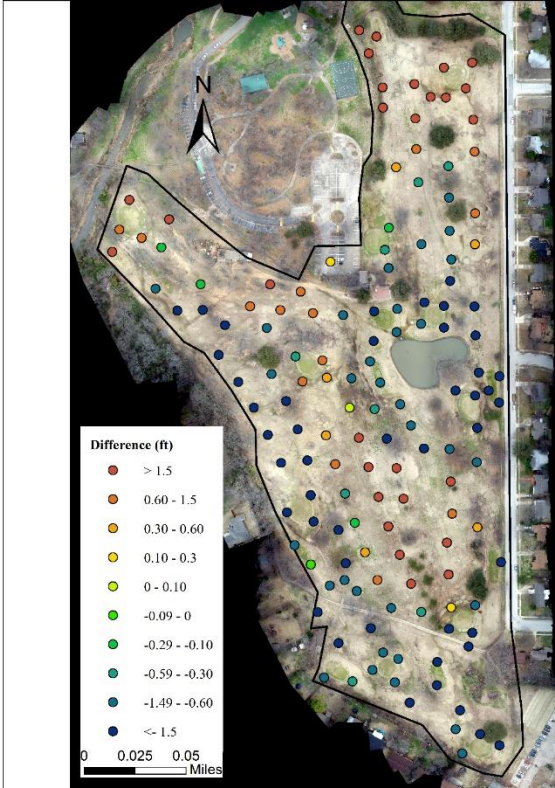 N
Difference (ft)
> 1.5
0.60 - 1.5
0.30 - 0.60
0.10 - 0.3
0 - 0.10
-0.09 - 0
-0.29 - -0.10
-0.59 - -0.30
-1.49 - -0.60
<- 1.5
0 0.025 0.05
Miles